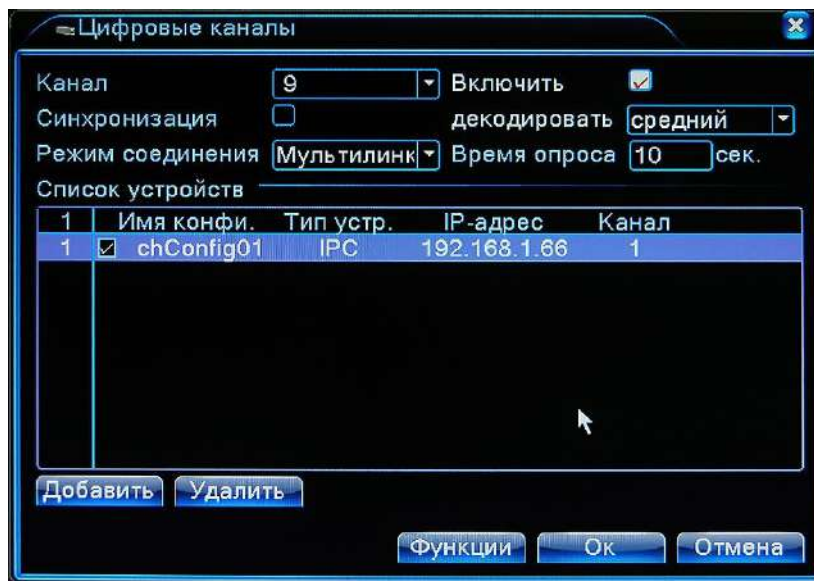 Цифровые каналы
Канал 9 Включить
Синхронизация декодировать средний
Режим соединения Мультилинк Время опроса 10 сек.
Список устройств
1 Имя конфи. Тип устр. IP-адрес Канал
1 chConfig01 IPC 192.168.1.66 1
Добавить Удалить
Функции Ок Отмена